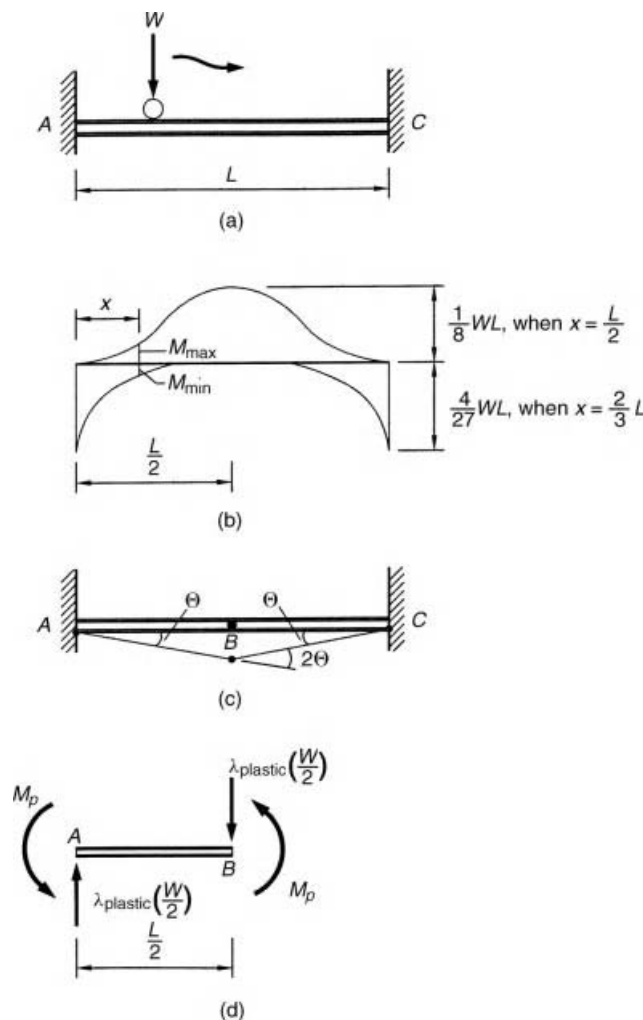 W
A
C
L
(a)
x
M_max
M_min
1/8 WL, when x = L/2
4/27 WL, when x = 2/3 L
L/2
(b)
A
Θ
Θ
C
B
2Θ
(c)
λ_plastic(W/2)
M_p
A
B
M_p
λ_plastic(W/2)
L/2
(d)